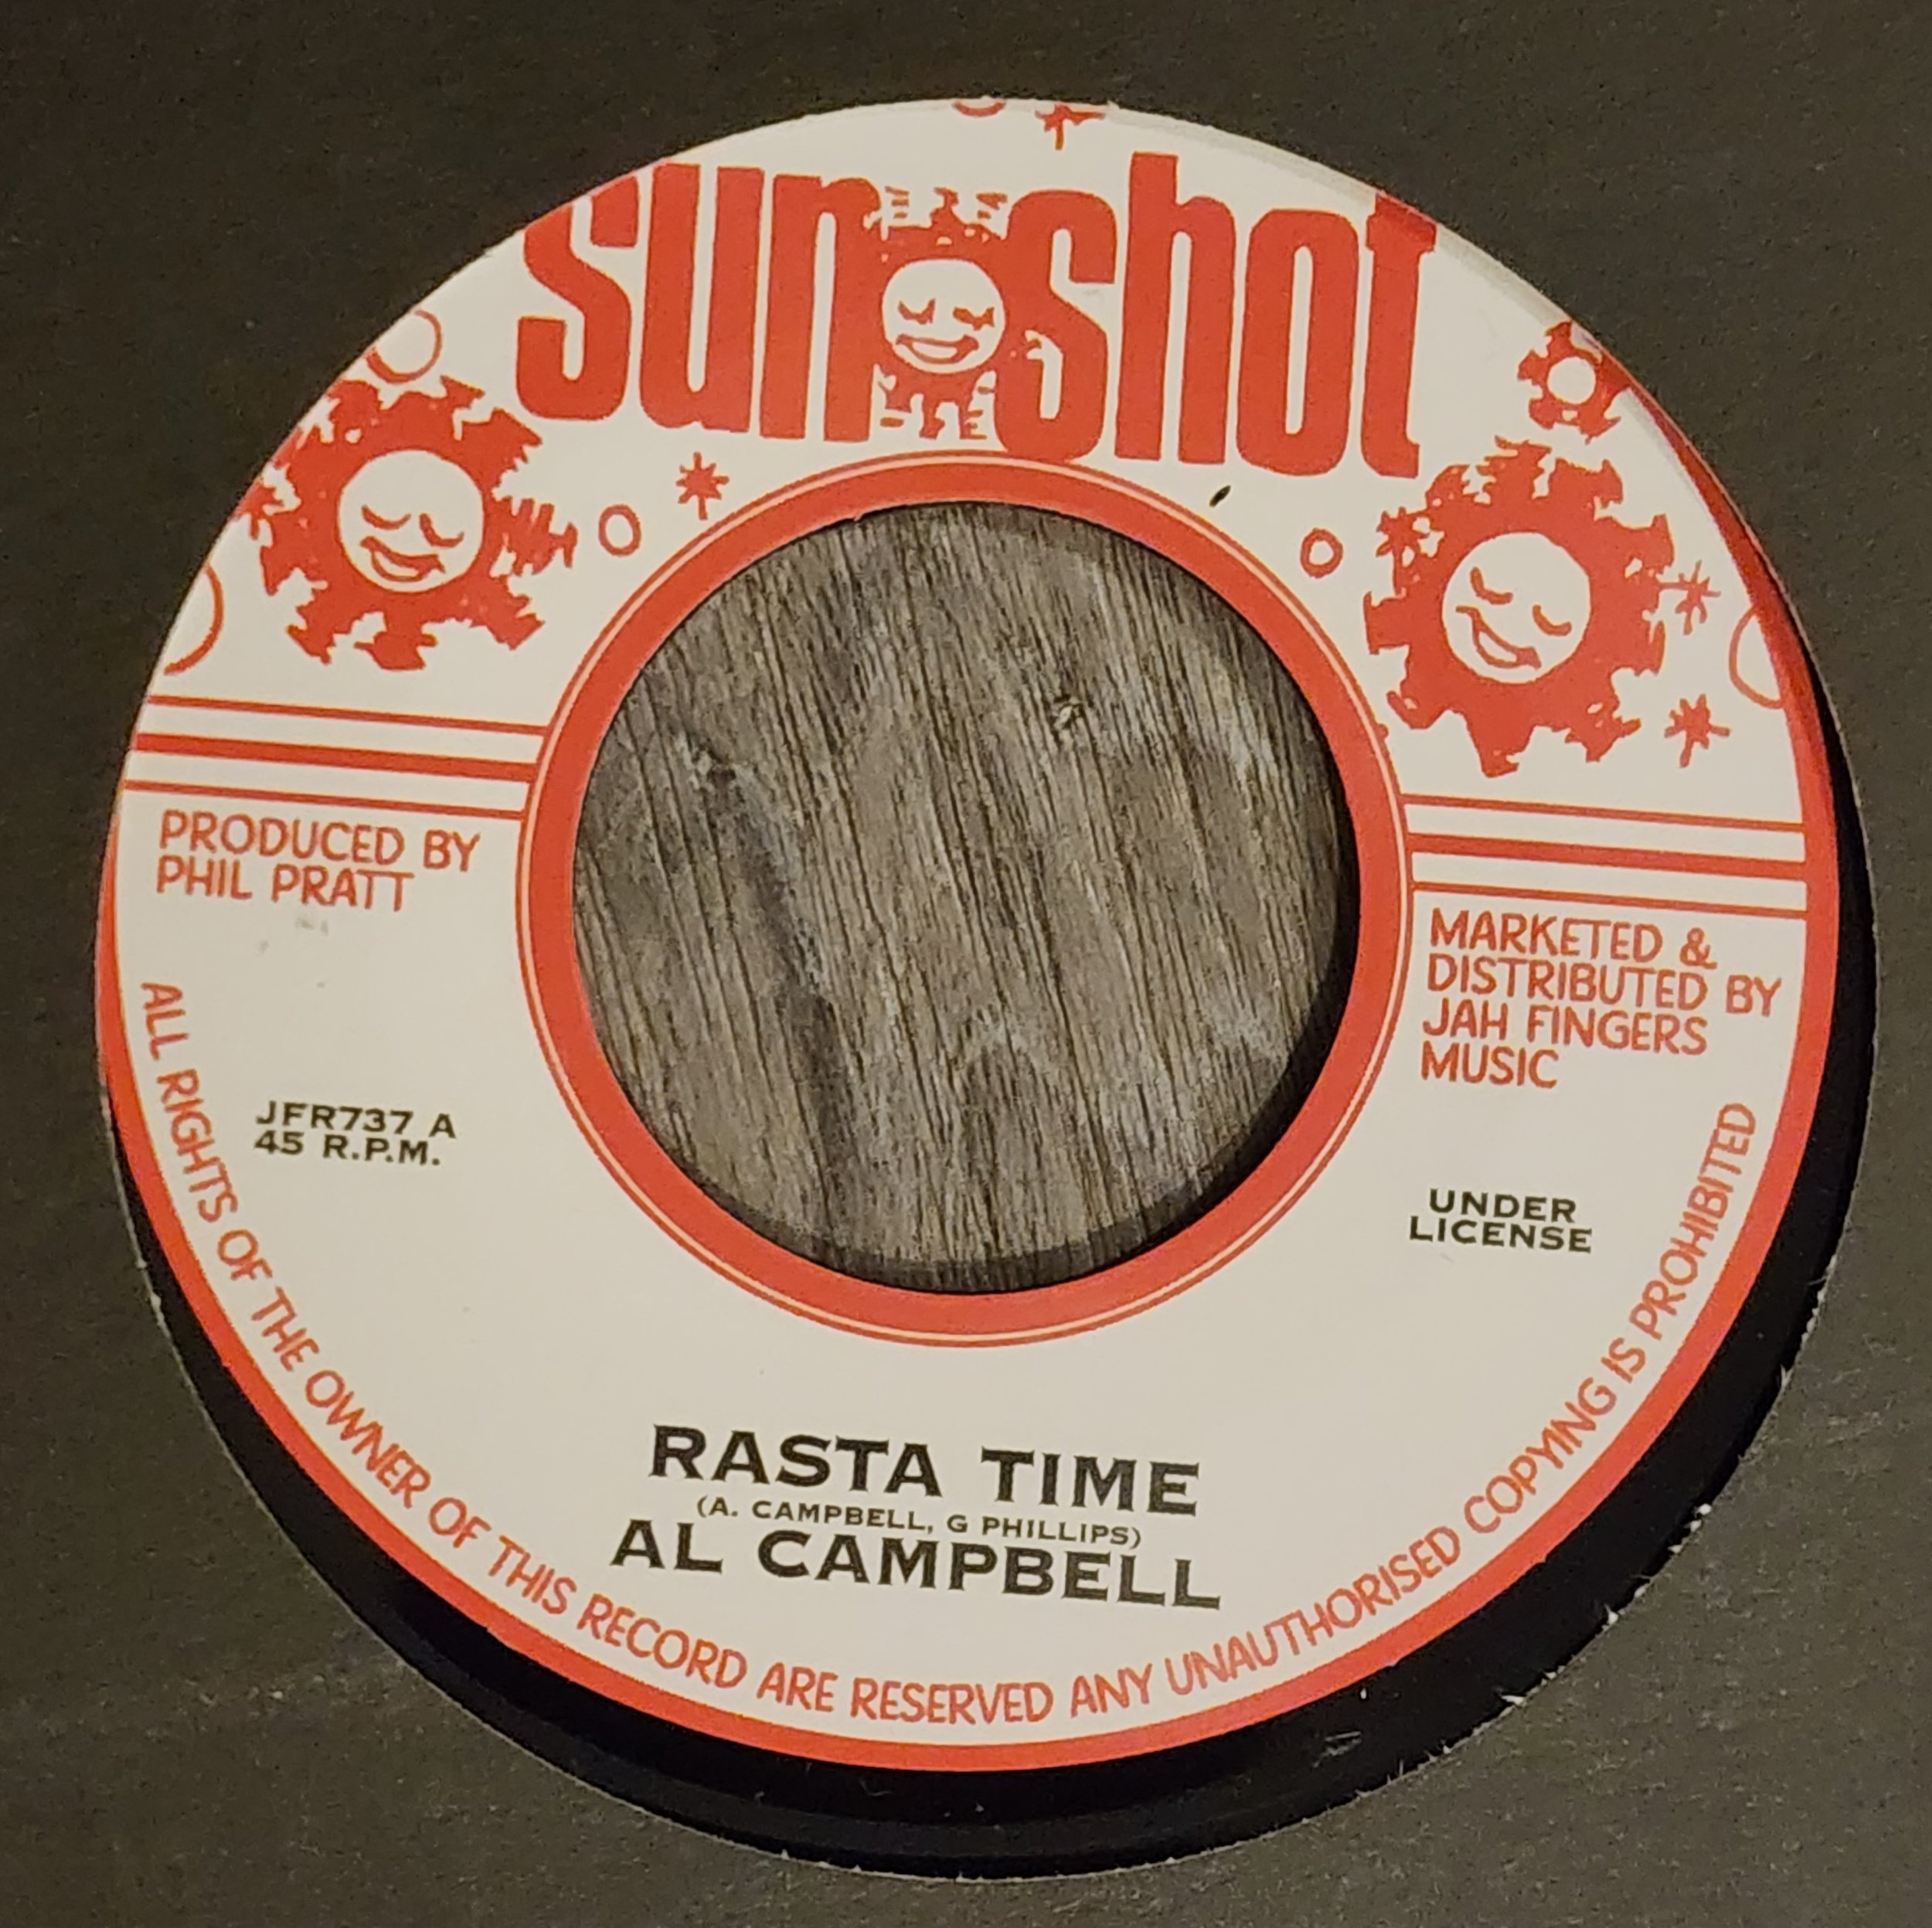 sun shot
PRODUCED BY
PHIL PRATT
MARKETED &
DISTRIBUTED BY
JAH FINGERS
MUSIC
JFR737 A
45 R.P.M.
UNDER
LICENSE
RASTA TIME
(A. CAMPBELL, G PHILLIPS)
AL CAMPBELL
ALL RIGHTS OF THE OWNER OF THIS RECORD ARE RESERVED ANY UNAUTHORISED COPYING IS PROHIBITED